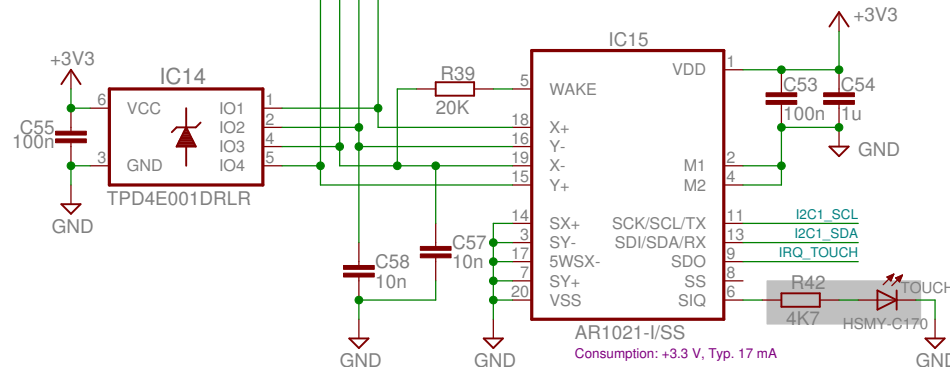 +3V3
IC14
6
VCC
IO1
1
IO2
2
C55
100n
IO3
4
3
GND
IO4
5
TPD4E001DRLR
GND
R39
20K
C58
10n
C57
10n
GND
GND
IC15
5
WAKE
VDD
1
18
X+
16
Y-
19
X-
M1
2
15
Y+
M2
4
14
SX+
SCK/SCL/TX
11
I2C1_SCL
3
SY-
SDI/SDA/RX
13
I2C1_SDA
17
5WSX-
SDO
9
IRQ_TOUCH
7
SY+
SS
8
20
VSS
SIQ
6
AR1021-I/SS
Consumption: +3.3 V, Typ. 17 mA
+3V3
C53
100n
C54
1u
GND
R42
4K7
TOUCH
HSMY-C170
GND